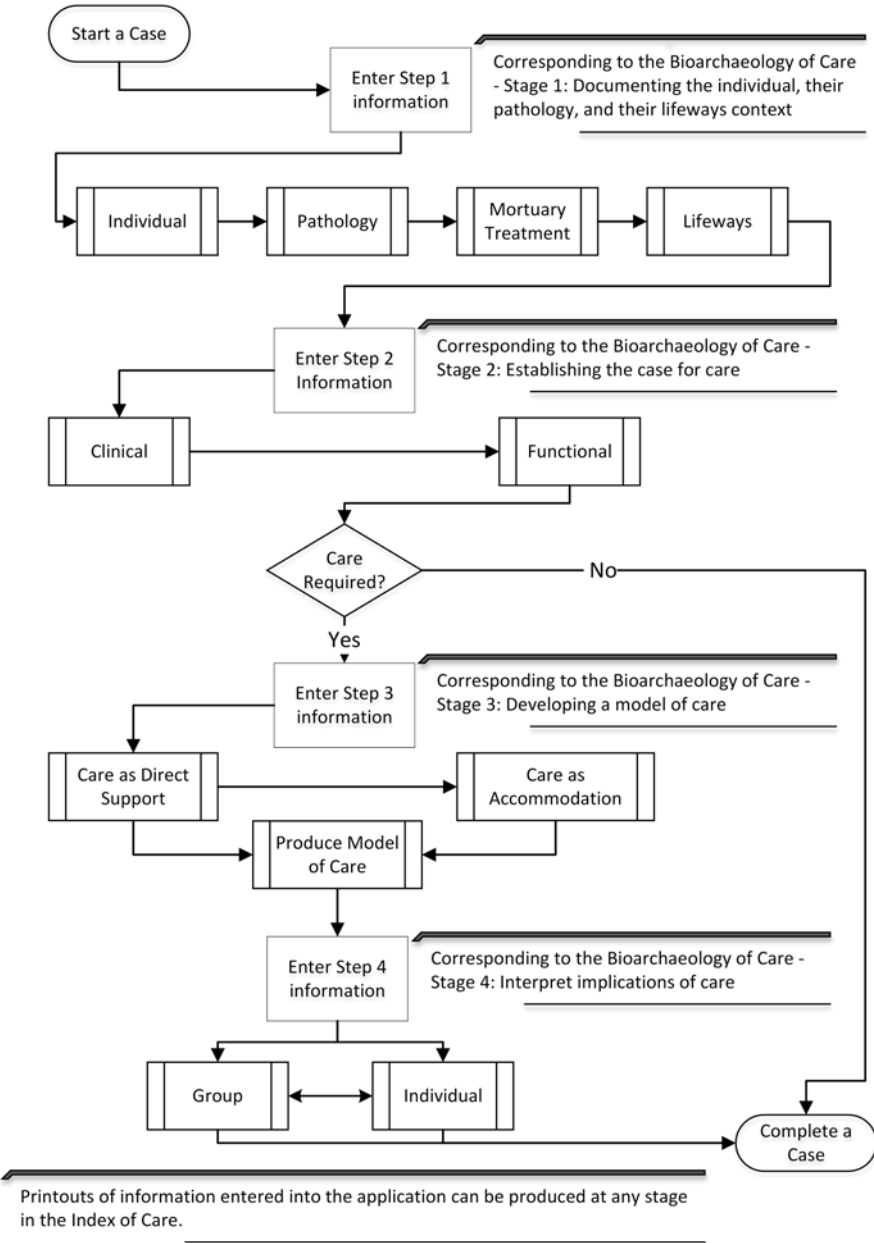 Start a Case
Enter Step 1
information
Corresponding to the Bioarchaeology of Care
- Stage 1: Documenting the individual, their
pathology, and their lifeways context
Individual
Pathology
Mortuary
Treatment
Lifeways
Enter Step 2
Information
Corresponding to the Bioarchaeology of Care -
Stage 2: Establishing the case for care
Clinical
Functional
Care
Required?
No
Yes
Enter Step 3
information
Corresponding to the Bioarchaeology of Care -
Stage 3: Developing a model of care
Care as Direct
Support
Care as
Accommodation
Produce Model
of Care
Enter Step 4
information
Corresponding to the Bioarchaeology of Care -
Stage 4: Interpret implications of care
Group
Individual
Complete a
Case
Printouts of information entered into the application can be produced at any stage
in the Index of Care.